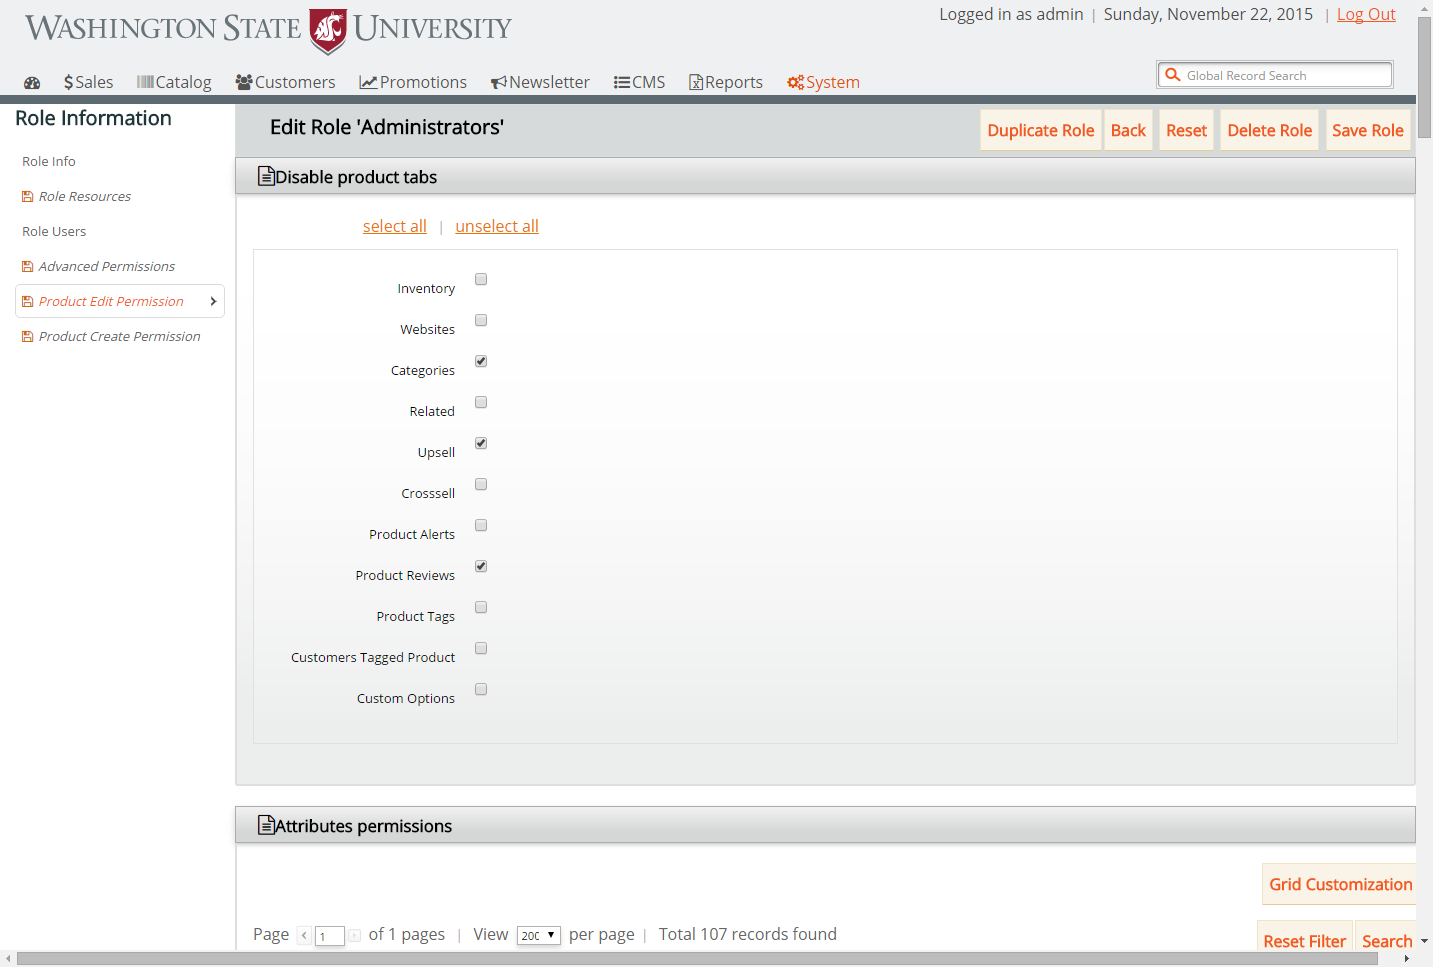 WASHINGTON STATE UNIVERSITY
Logged in as admin | Sunday, November 22, 2015 | Log Out
$ Sales Catalog Customers Promotions Newsletter CMS Reports System
Global Record Search
Role Information
Role Info
Role Resources
Role Users
Advanced Permissions
Product Edit Permission
Product Create Permission
Edit Role 'Administrators'
Duplicate Role Back Reset Delete Role Save Role
Disable product tabs
select all | unselect all
Inventory
Websites
Categories
Related
Upsell
Crosssell
Product Alerts
Product Reviews
Product Tags
Customers Tagged Product
Custom Options
Attributes permissions
Grid Customization
Page 1 of 1 pages | View 200 per page | Total 107 records found
Reset Filter Search